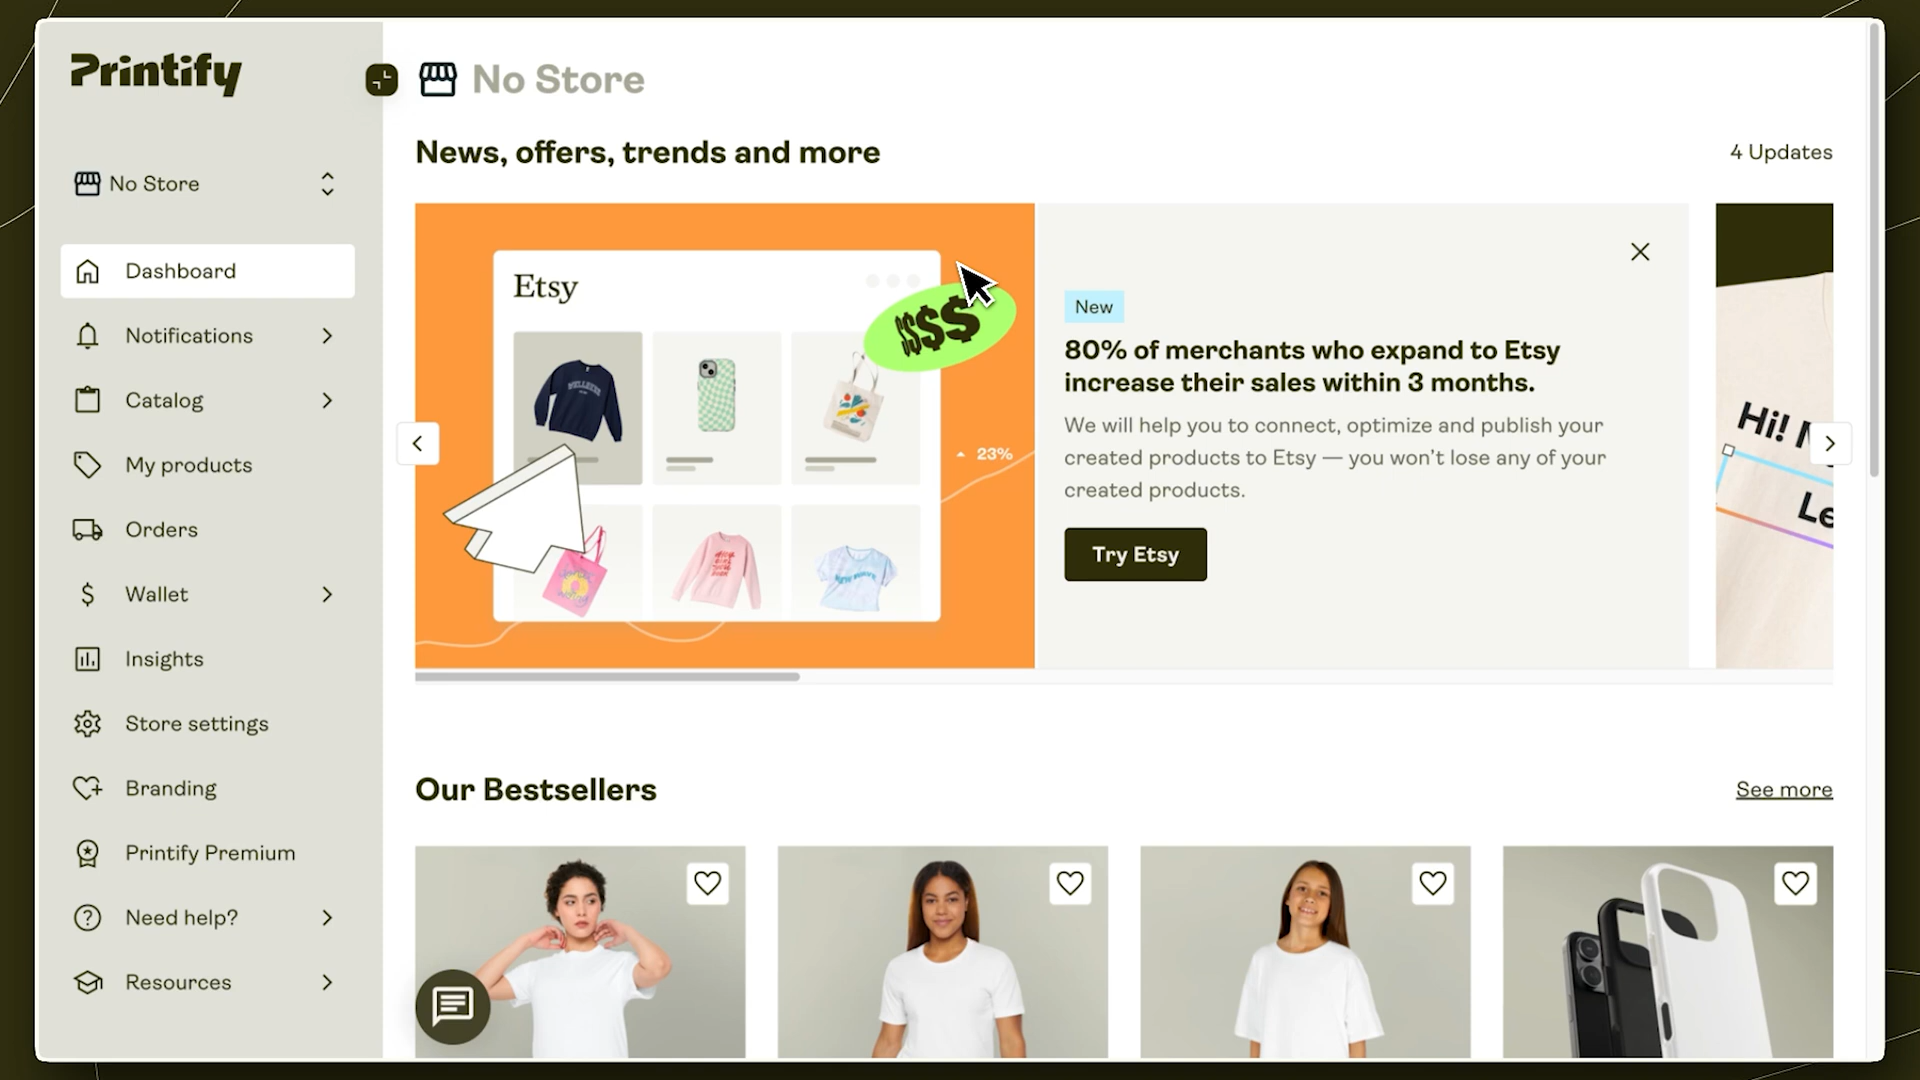 Printify
No Store
Dashboard
Notifications
Catalog
My products
Orders
Wallet
Insights
Store settings
Branding
Printify Premium
Need help?
Resources
No Store
News, offers, trends and more
4 Updates
Etsy
$$$$
WELLNESS
23%
New
80% of merchants who expand to Etsy
increase their sales within 3 months.
We will help you to connect, optimize and publish your
created products to Etsy — you won't lose any of your
created products.
Try Etsy
Hi!
Le
Our Bestsellers
See more